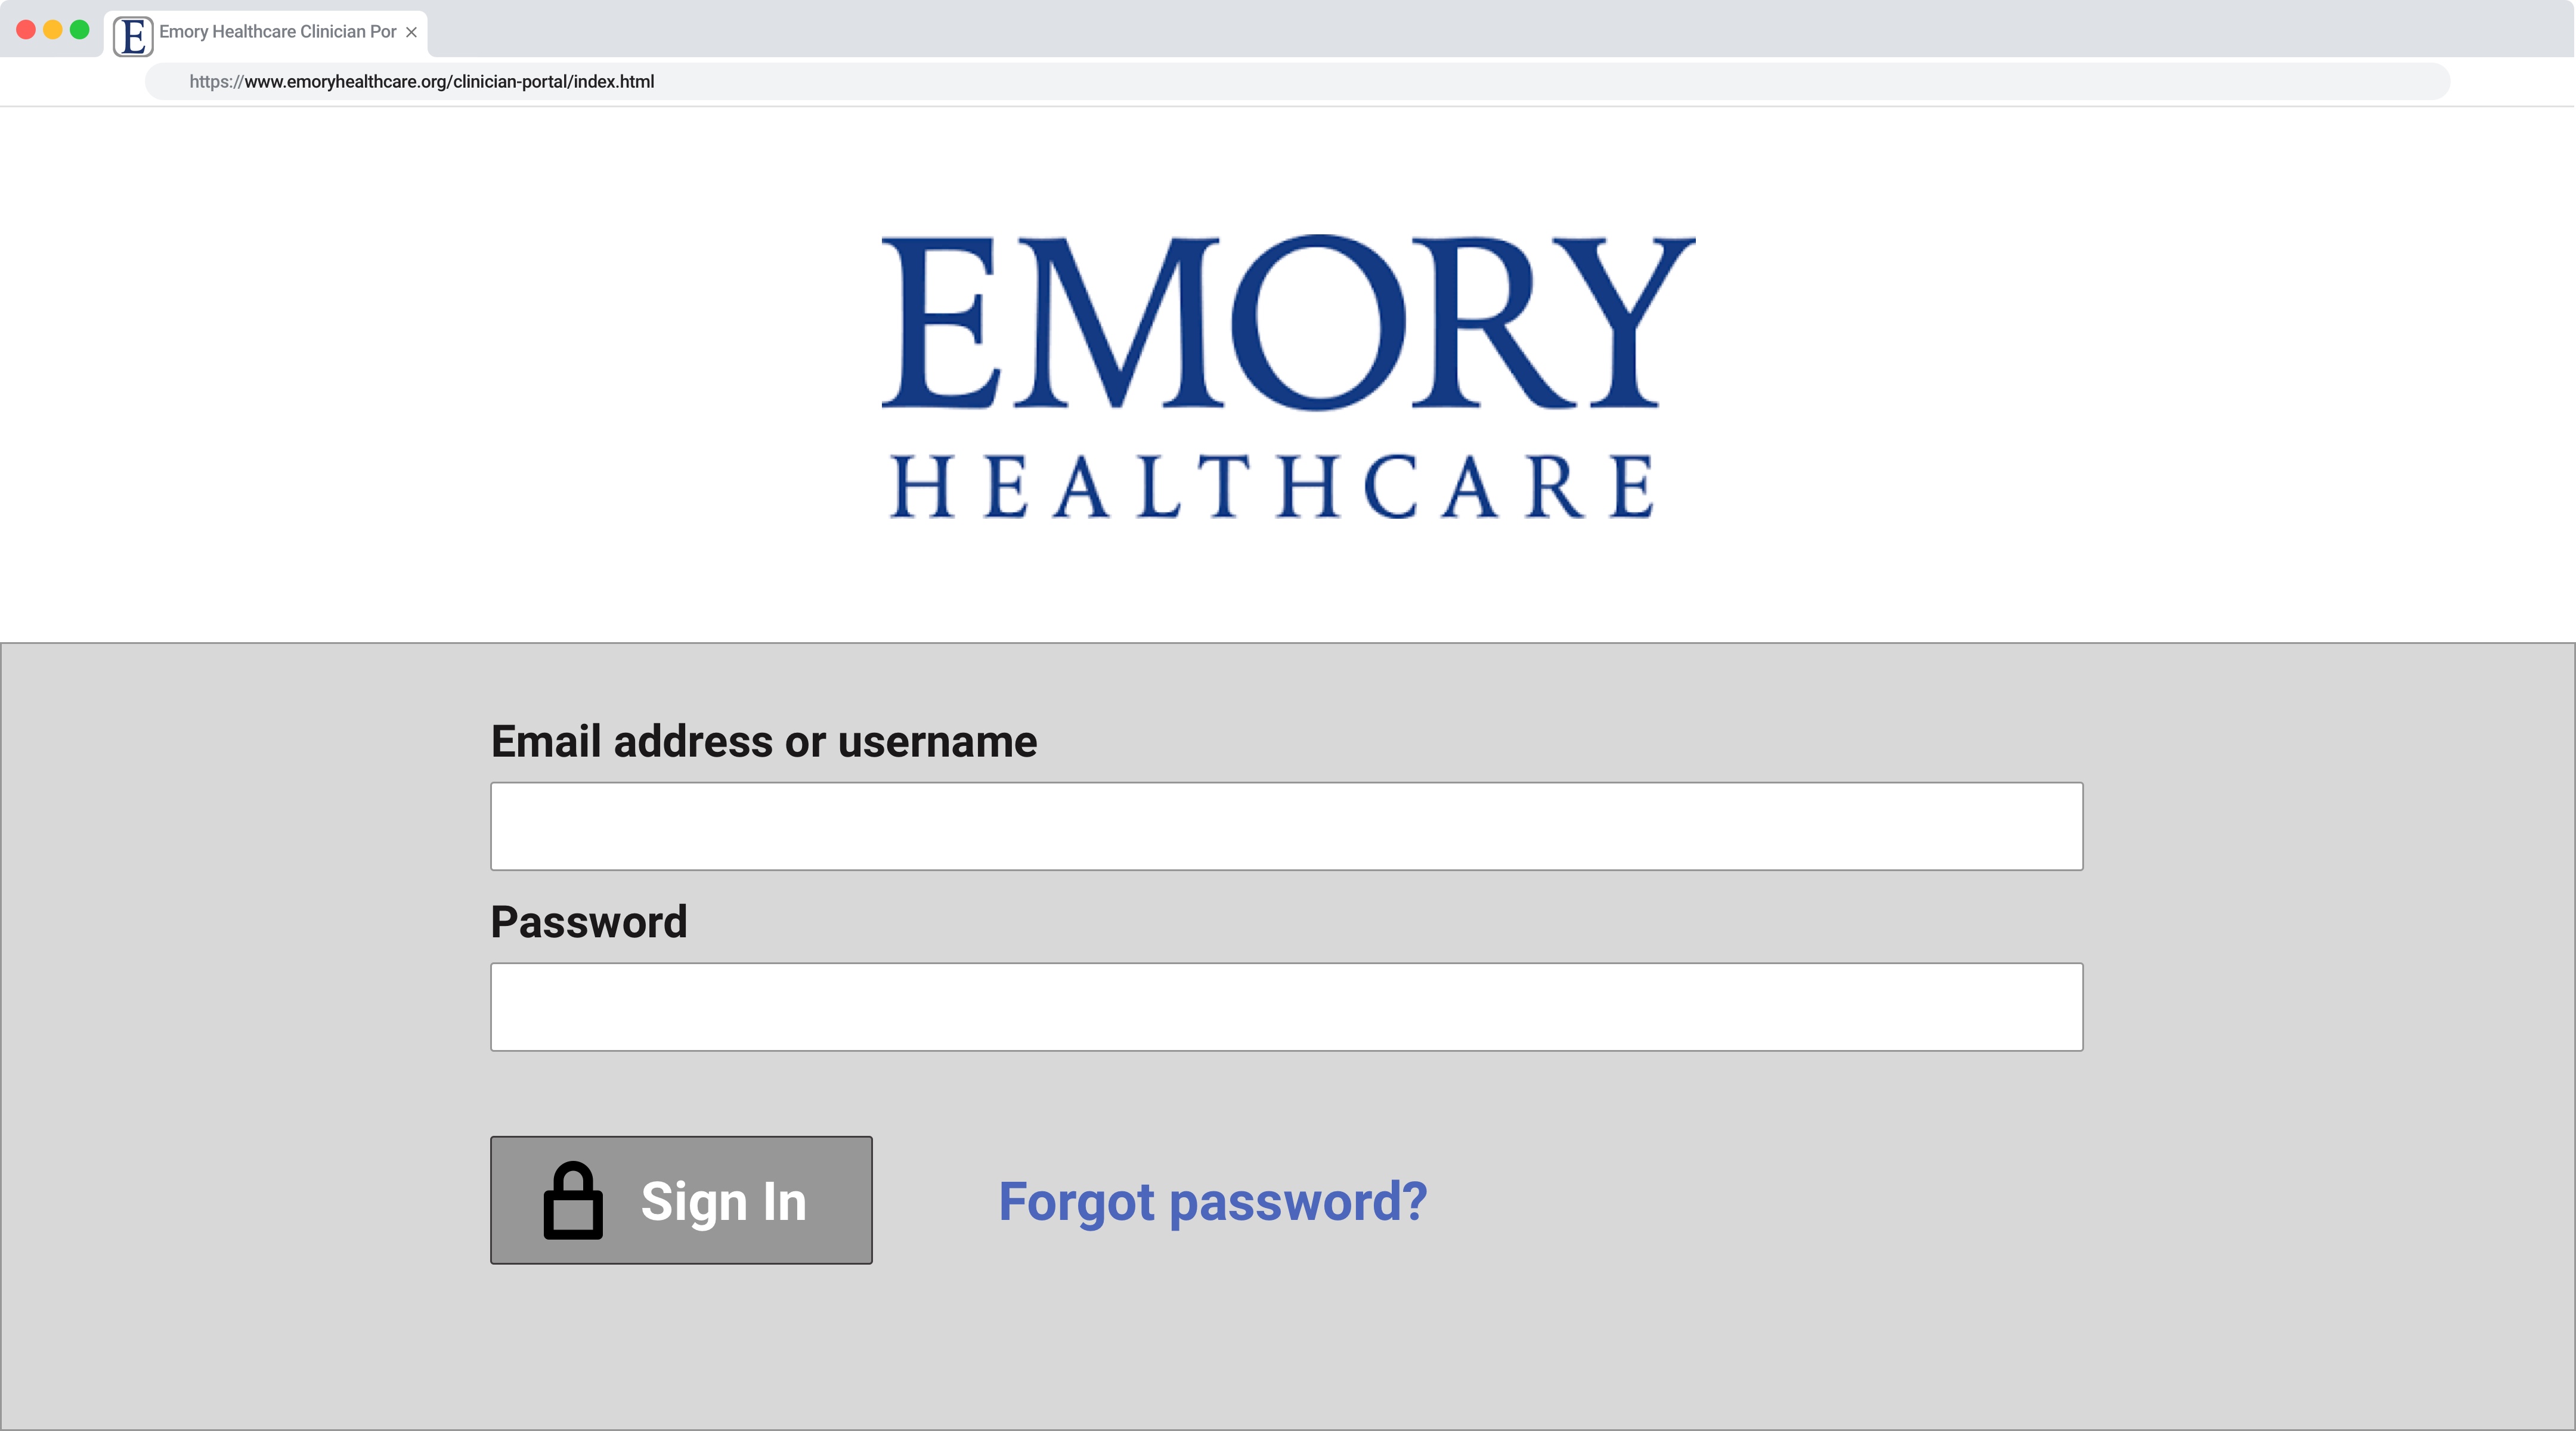 Emory Healthcare Clinician Por
https://www.emoryhealthcare.org/clinician-portal/index.html
EMORY
HEALTHCARE
Email address or username
Password
Sign In
Forgot password?